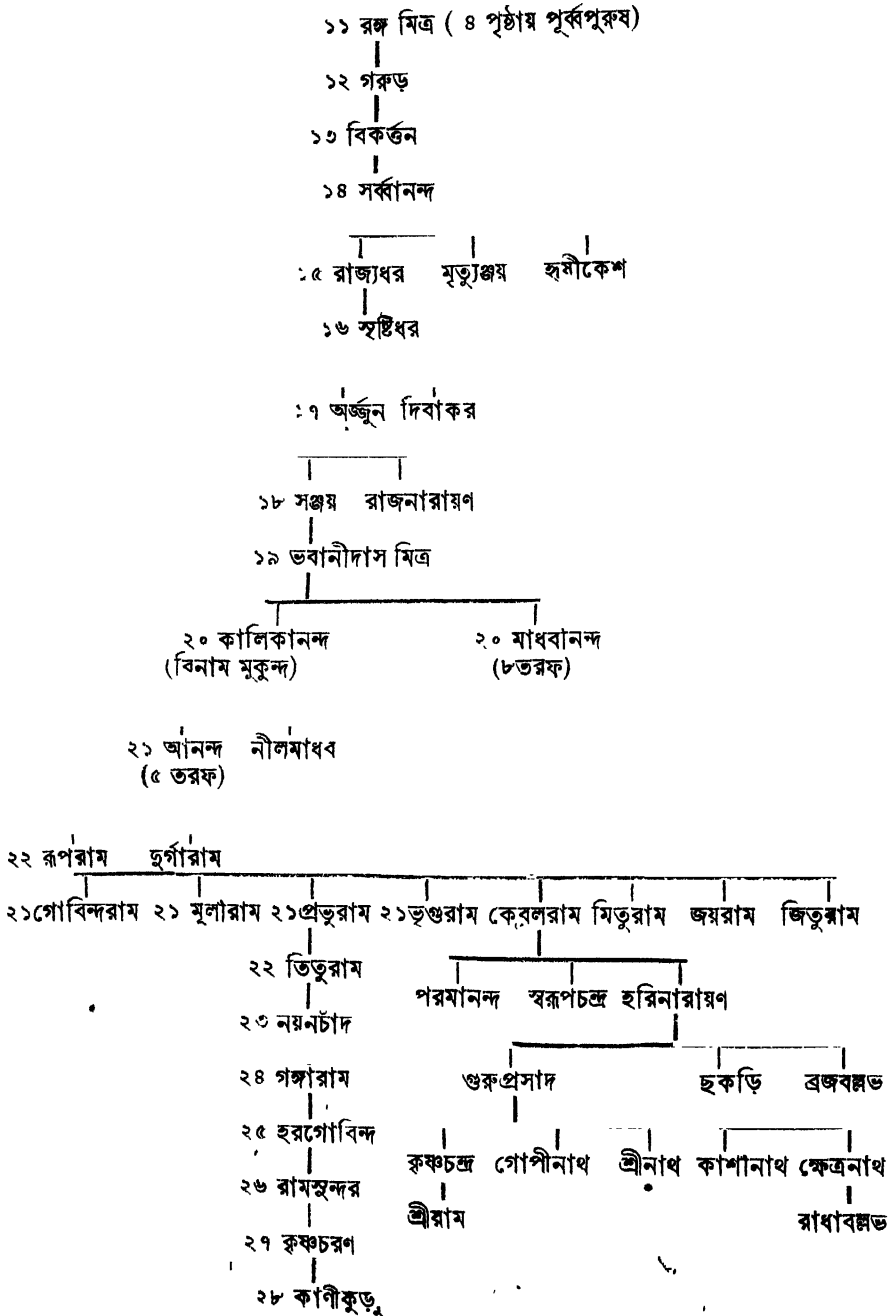 ১১ রঙ্গ মিত্র ( ৪ পৃষ্ঠায় পূর্ব্বপুরুষ)
১২ গরুড়
১৩ বিকর্ত্তন
১৪ সর্ব্বানন্দ
১৫ রাজ্যধর মৃত্যুঞ্জয় হৃষীকেশ
১৬ সৃষ্টিধর
১৭ অর্জ্জুন দিবাকর
১৮ সঞ্জয় রাজনারায়ণ
১৯ ভবানীদাস মিত্র
২০ কালিকানন্দ ২০ মাধবানন্দ
(বিনাম মুকুন্দ) (৮তরফ)
২১ আনন্দ নীলমাধব
(৫ তরফ)
২২ রূপরাম দুর্গারাম
২১গোবিন্দরাম ২১ মূলারাম ২১প্রভুরাম ২১ভৃগুরাম কেবলরাম মিতুরাম জয়রাম জিতুরাম
২২ তিতুরাম
পরমানন্দ স্বরূপচন্দ্র হরিনারায়ণ
২৩ নয়নচাঁদ
২৪ গঙ্গারাম গুরুপ্রসাদ ছকড়ি ব্রজবল্লভ
২৫ হরগোবিন্দ
কৃষ্ণচন্দ্র গোপীনাথ শ্রীনাথ কাশীনাথ ক্ষেত্রনাথ
২৬ রামসুন্দর
শ্রীরাম রাধাবল্লভ
২৭ কৃষ্ণচরণ
২৮ কাণীকুড়ু